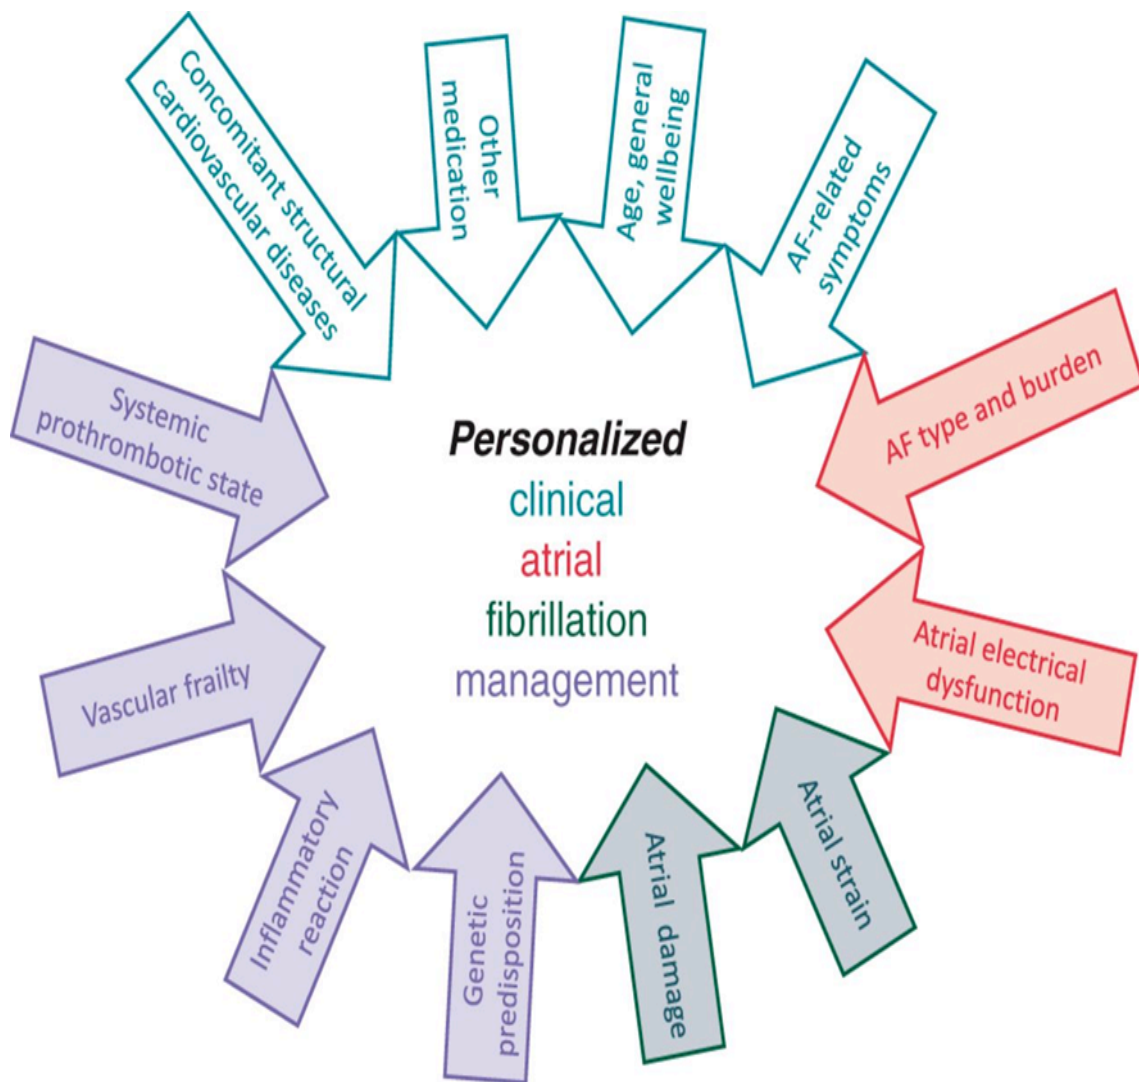 Concomitant structural
cardiovascular diseases
Other
medication
Age, general
wellbeing
AF-related
symptoms
AF type and burden
Atrial electrical
dysfunction
Atrial strain
Atrial damage
Genetic
predisposition
Inflammatory
reaction
Vascular frailty
Systemic
prothrombotic state
Personalized
clinical
atrial
fibrillation
management